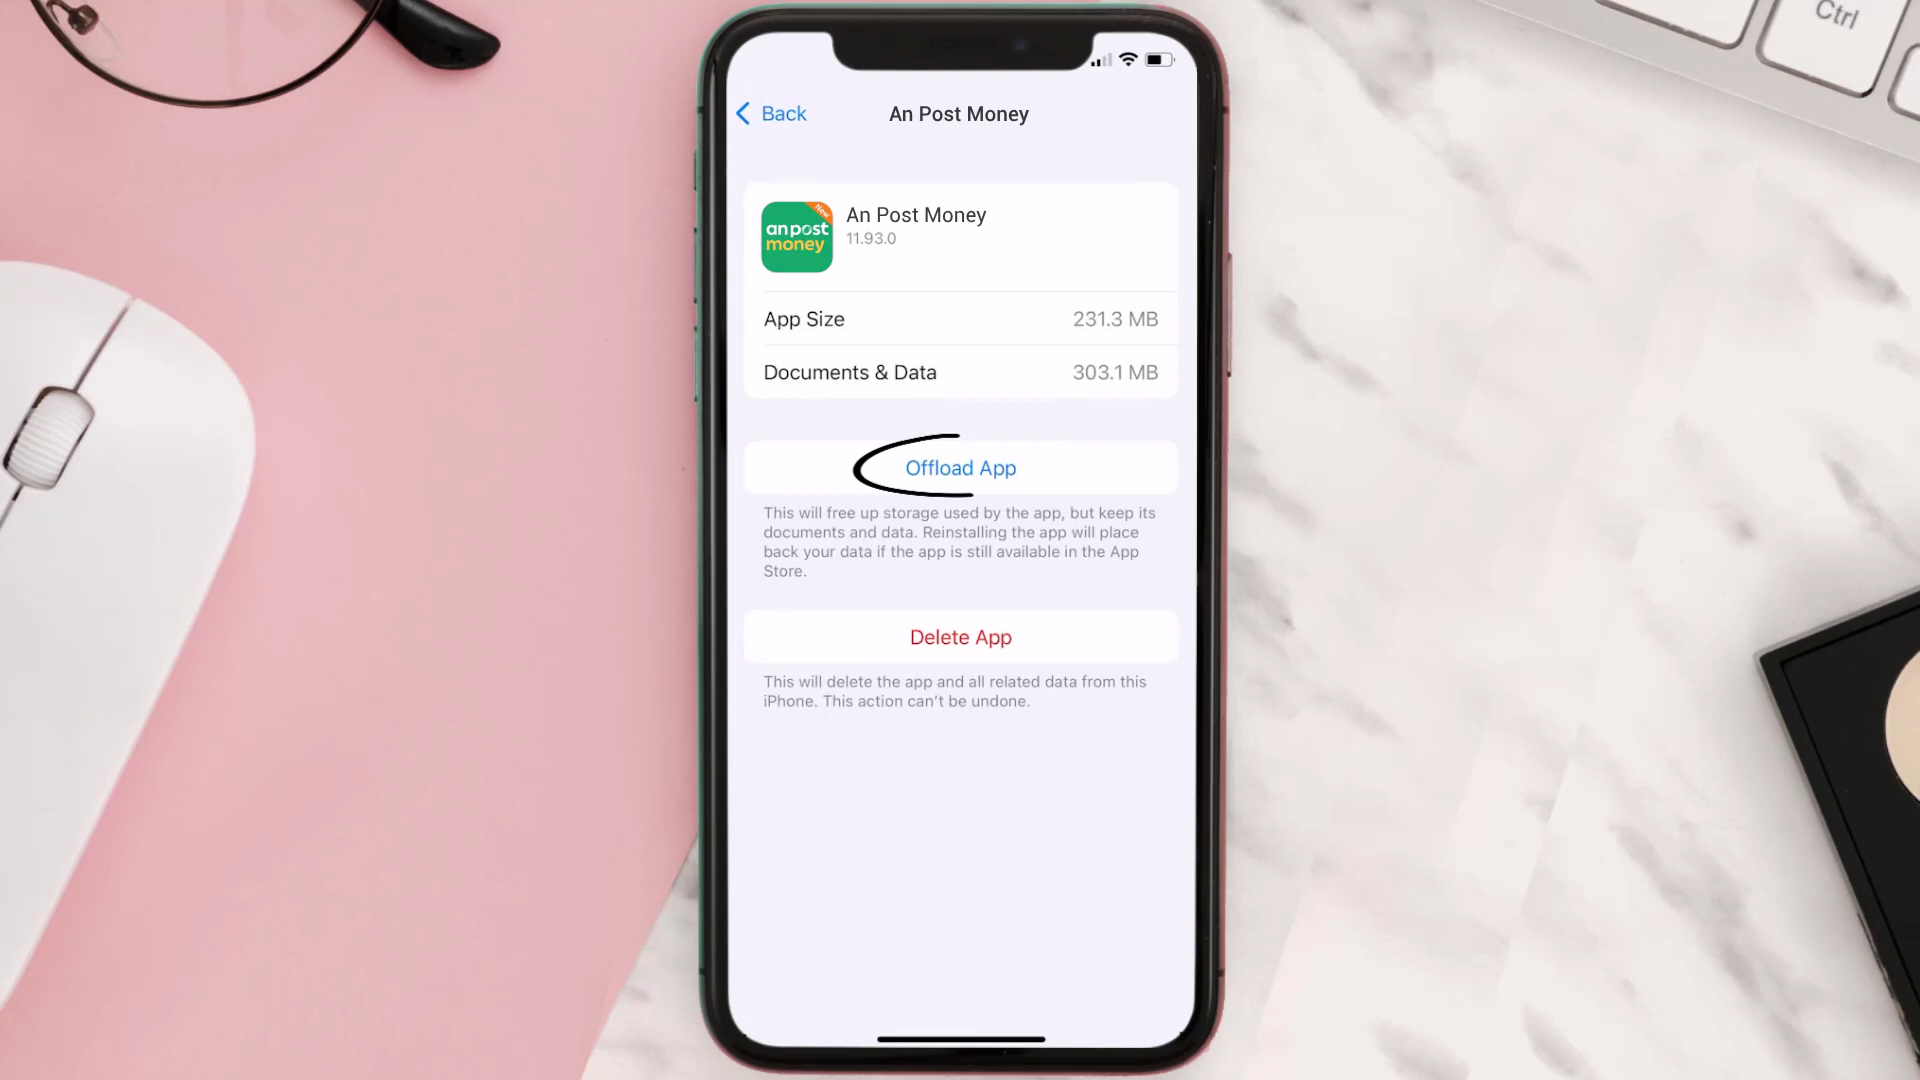 Ctrl
Back
An Post Money
New
an post
money
An Post Money
11.93.0
App Size
231.3 MB
Documents & Data
303.1 MB
Offload App
This will free up storage used by the app, but keep its
documents and data. Reinstalling the app will place
back your data if the app is still available in the App
Store.
Delete App
This will delete the app and all related data from this
iPhone. This action can't be undone.